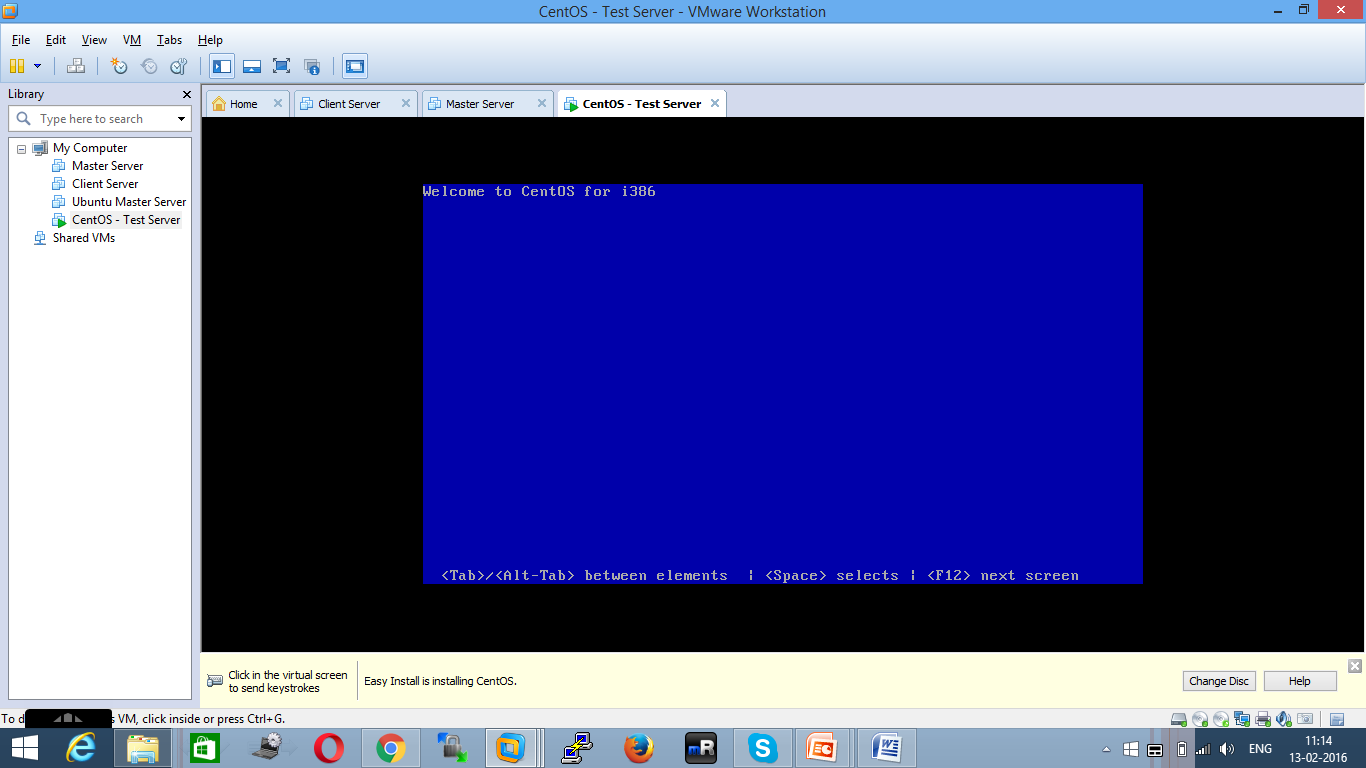 CentOS - Test Server - VMware Workstation
File Edit View VM Tabs Help
Library
Type here to search
My Computer
Master Server
Client Server
Ubuntu Master Server
CentOS - Test Server
Shared VMs
Home Client Server Master Server CentOS - Test Server
Welcome to CentOS for i386
<Tab>/<Alt-Tab> between elements | <Space> selects | <F12> next screen
Click in the virtual screen
to send keystrokes
Easy Install is installing CentOS.
Change Disc Help
To d s VM, click inside or press Ctrl+G.
mR
ENG
11:14
13-02-2016